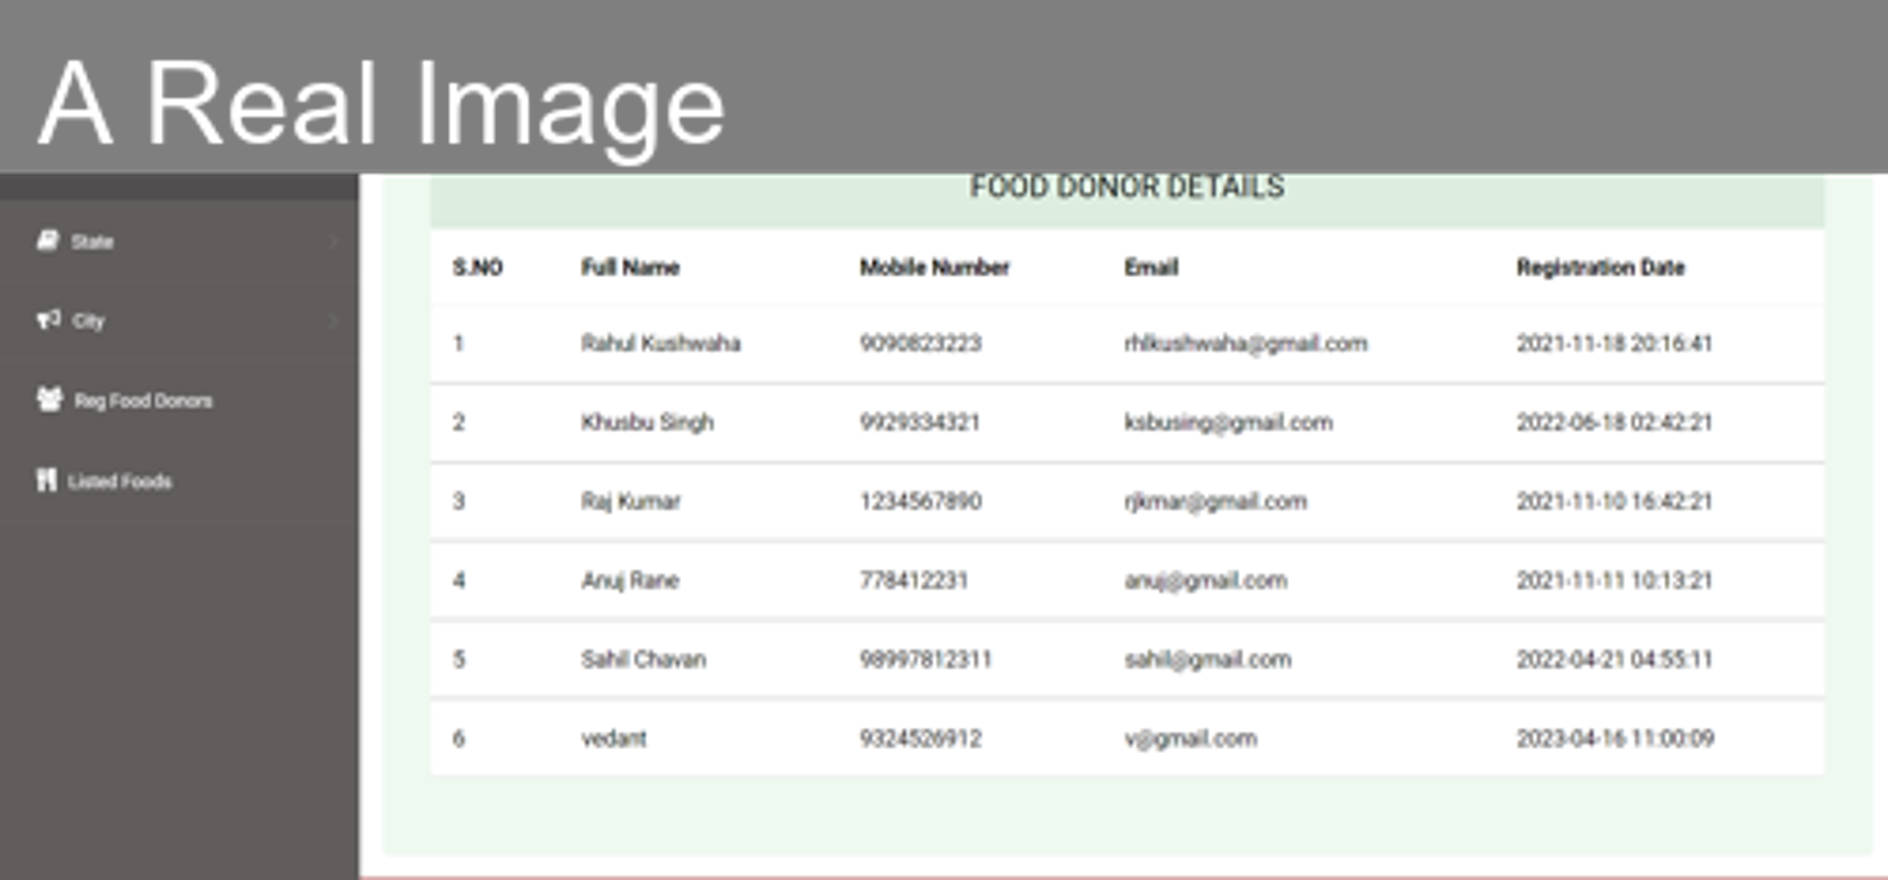 A Real Image
FOOD DONOR DETAILS
State
City
Reg Food Donors
Listed Foods
S.NO Full Name Mobile Number Email Registration Date
1 Rahul Kushwaha 9090823223 rhlkushwaha@gmail.com 2021-11-18 20:16:41
2 Khusbu Singh 9929334321 ksbusing@gmail.com 2022-06-18 02:42:21
3 Raj Kumar 1234567890 rjkmar@gmail.com 2021-11-10 16:42:21
4 Anuj Rane 778412231 anuj@gmail.com 2021-11-11 10:13:21
5 Sahil Chavan 98997812311 sahil@gmail.com 2022-04-21 04:55:11
6 vedant 9324526912 v@gmail.com 2023-04-16 11:00:09